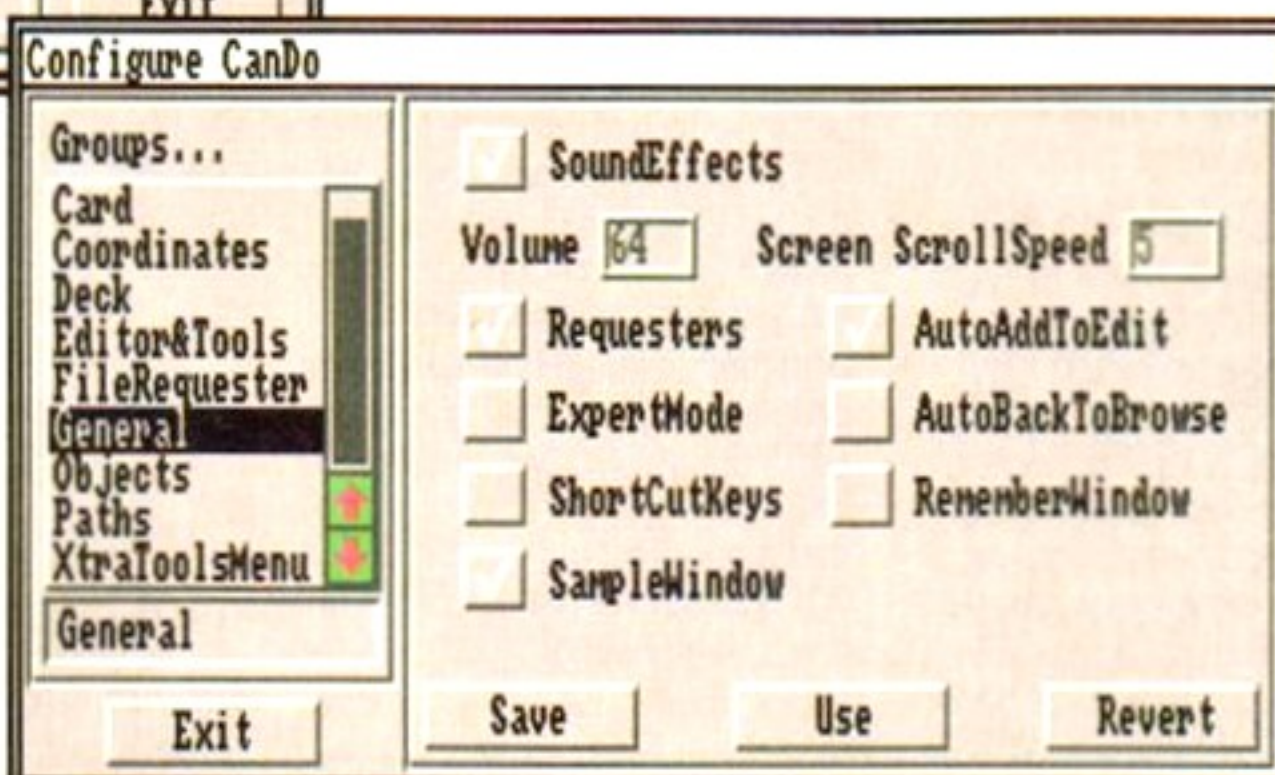 Exit
Configure CanDo
Groups...
Card
Coordinates
Deck
Editor&Tools
FileRequester
General
Objects
Paths
XtraToolsMenu
General
Exit
SoundEffects
Volume 64 Screen ScrollSpeed 5
Requesters AutoAddToEdit
ExpertMode AutoBackToBrowse
ShortCutKeys RememberWindow
SampleWindow
Save Use Revert